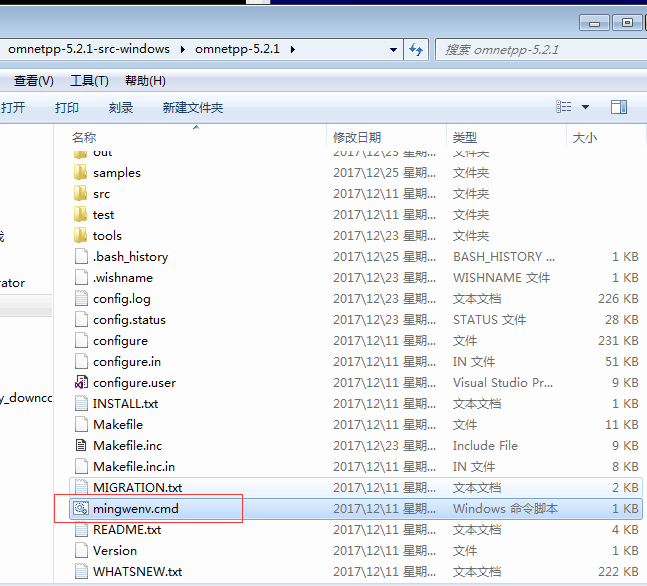 omnetpp-5.2.1-src-windows ▸ omnetpp-5.2.1 ▸ 搜索 omnetpp-5.2.1
查看(V) 工具(T) 帮助(H)
打开 打印 刻录 新建文件夹
名称 修改日期 类型 大小
out 2017\12\23 星期... 文件夹
samples 2017\12\25 星期... 文件夹
src 2017\12\11 星期... 文件夹
test 2017\12\11 星期... 文件夹
tools 2017\12\23 星期... 文件夹
.bash_history 2017\12\25 星期... BASH_HISTORY ... 1 KB
.wishname 2017\12\23 星期... WISHNAME 文件 1 KB
config.log 2017\12\23 星期... 文本文档 226 KB
config.status 2017\12\23 星期... STATUS 文件 28 KB
configure 2017\12\11 星期... 文件 231 KB
rator
configure.in 2017\12\11 星期... IN 文件 51 KB
configure.user 2017\12\11 星期... Visual Studio Pr... 9 KB
y_downcc
INSTALL.txt 2017\12\11 星期... 文本文档 1 KB
Makefile 2017\12\11 星期... 文件 11 KB
Makefile.inc 2017\12\23 星期... Include File 9 KB
Makefile.inc.in 2017\12\11 星期... IN 文件 8 KB
MIGRATION.txt 2017\12\11 星期... 文本文档 2 KB
mingwenv.cmd 2017\12\11 星期... Windows 命令脚本 1 KB
README.txt 2017\12\11 星期... 文本文档 4 KB
Version 2017\12\11 星期... 文件 1 KB
WHATSNEW.txt 2017\12\11 星期... 文本文档 222 KB